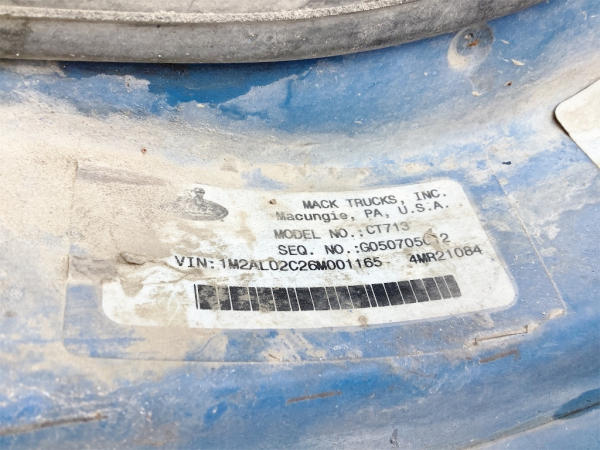 MACK TRUCKS, INC.
Macungie, PA, U.S.A.
MODEL NO.:CT713
SEQ. NO.:G050705C12
VIN:1M2AL02C26M001165 4MR21084